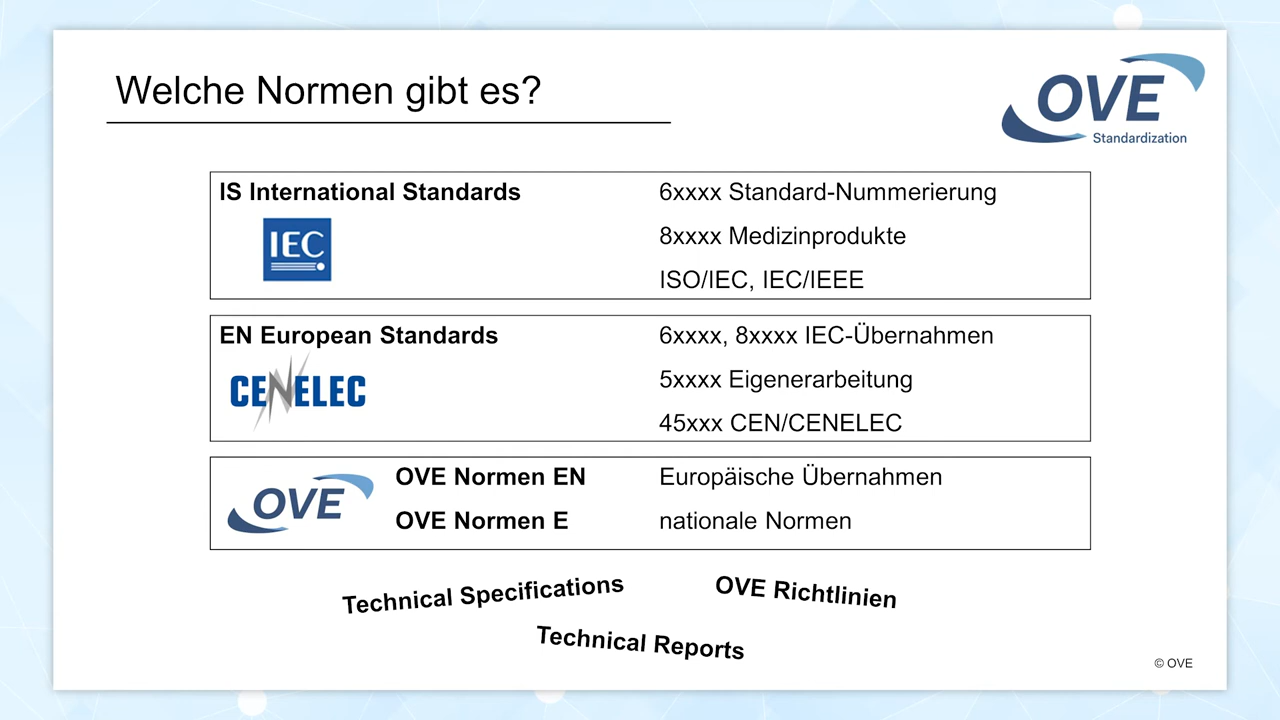 Welche Normen gibt es?
OVE
Standardization
IS International Standards
6xxxx Standard-Nummerierung
IEC
8xxxx Medizinprodukte
ISO/IEC, IEC/IEEE
EN European Standards
6xxxx, 8xxxx IEC-Übernahmen
CENELEC
5xxxx Eigenerarbeitung
45xxx CEN/CENELEC
OVE
OVE Normen EN
Europäische Übernahmen
OVE Normen E
nationale Normen
Technical Specifications
OVE Richtlinien
Technical Reports
© OVE